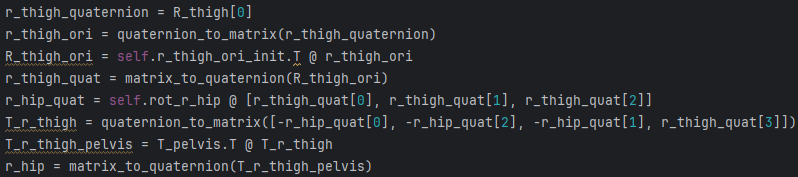 r_thigh_quaternion = R_thigh[0]
r_thigh_ori = quaternion_to_matrix(r_thigh_quaternion)
R_thigh_ori = self.r_thigh_ori_init.T @ r_thigh_ori
r_thigh_quat = matrix_to_quaternion(R_thigh_ori)
r_hip_quat = self.rot_r_hip @ [r_thigh_quat[0], r_thigh_quat[1], r_thigh_quat[2]]
T_r_thigh = quaternion_to_matrix([-r_hip_quat[0], -r_hip_quat[2], -r_hip_quat[1], r_thigh_quat[3]])
T_r_thigh_pelvis = T_pelvis.T @ T_r_thigh
r_hip = matrix_to_quaternion(T_r_thigh_pelvis)